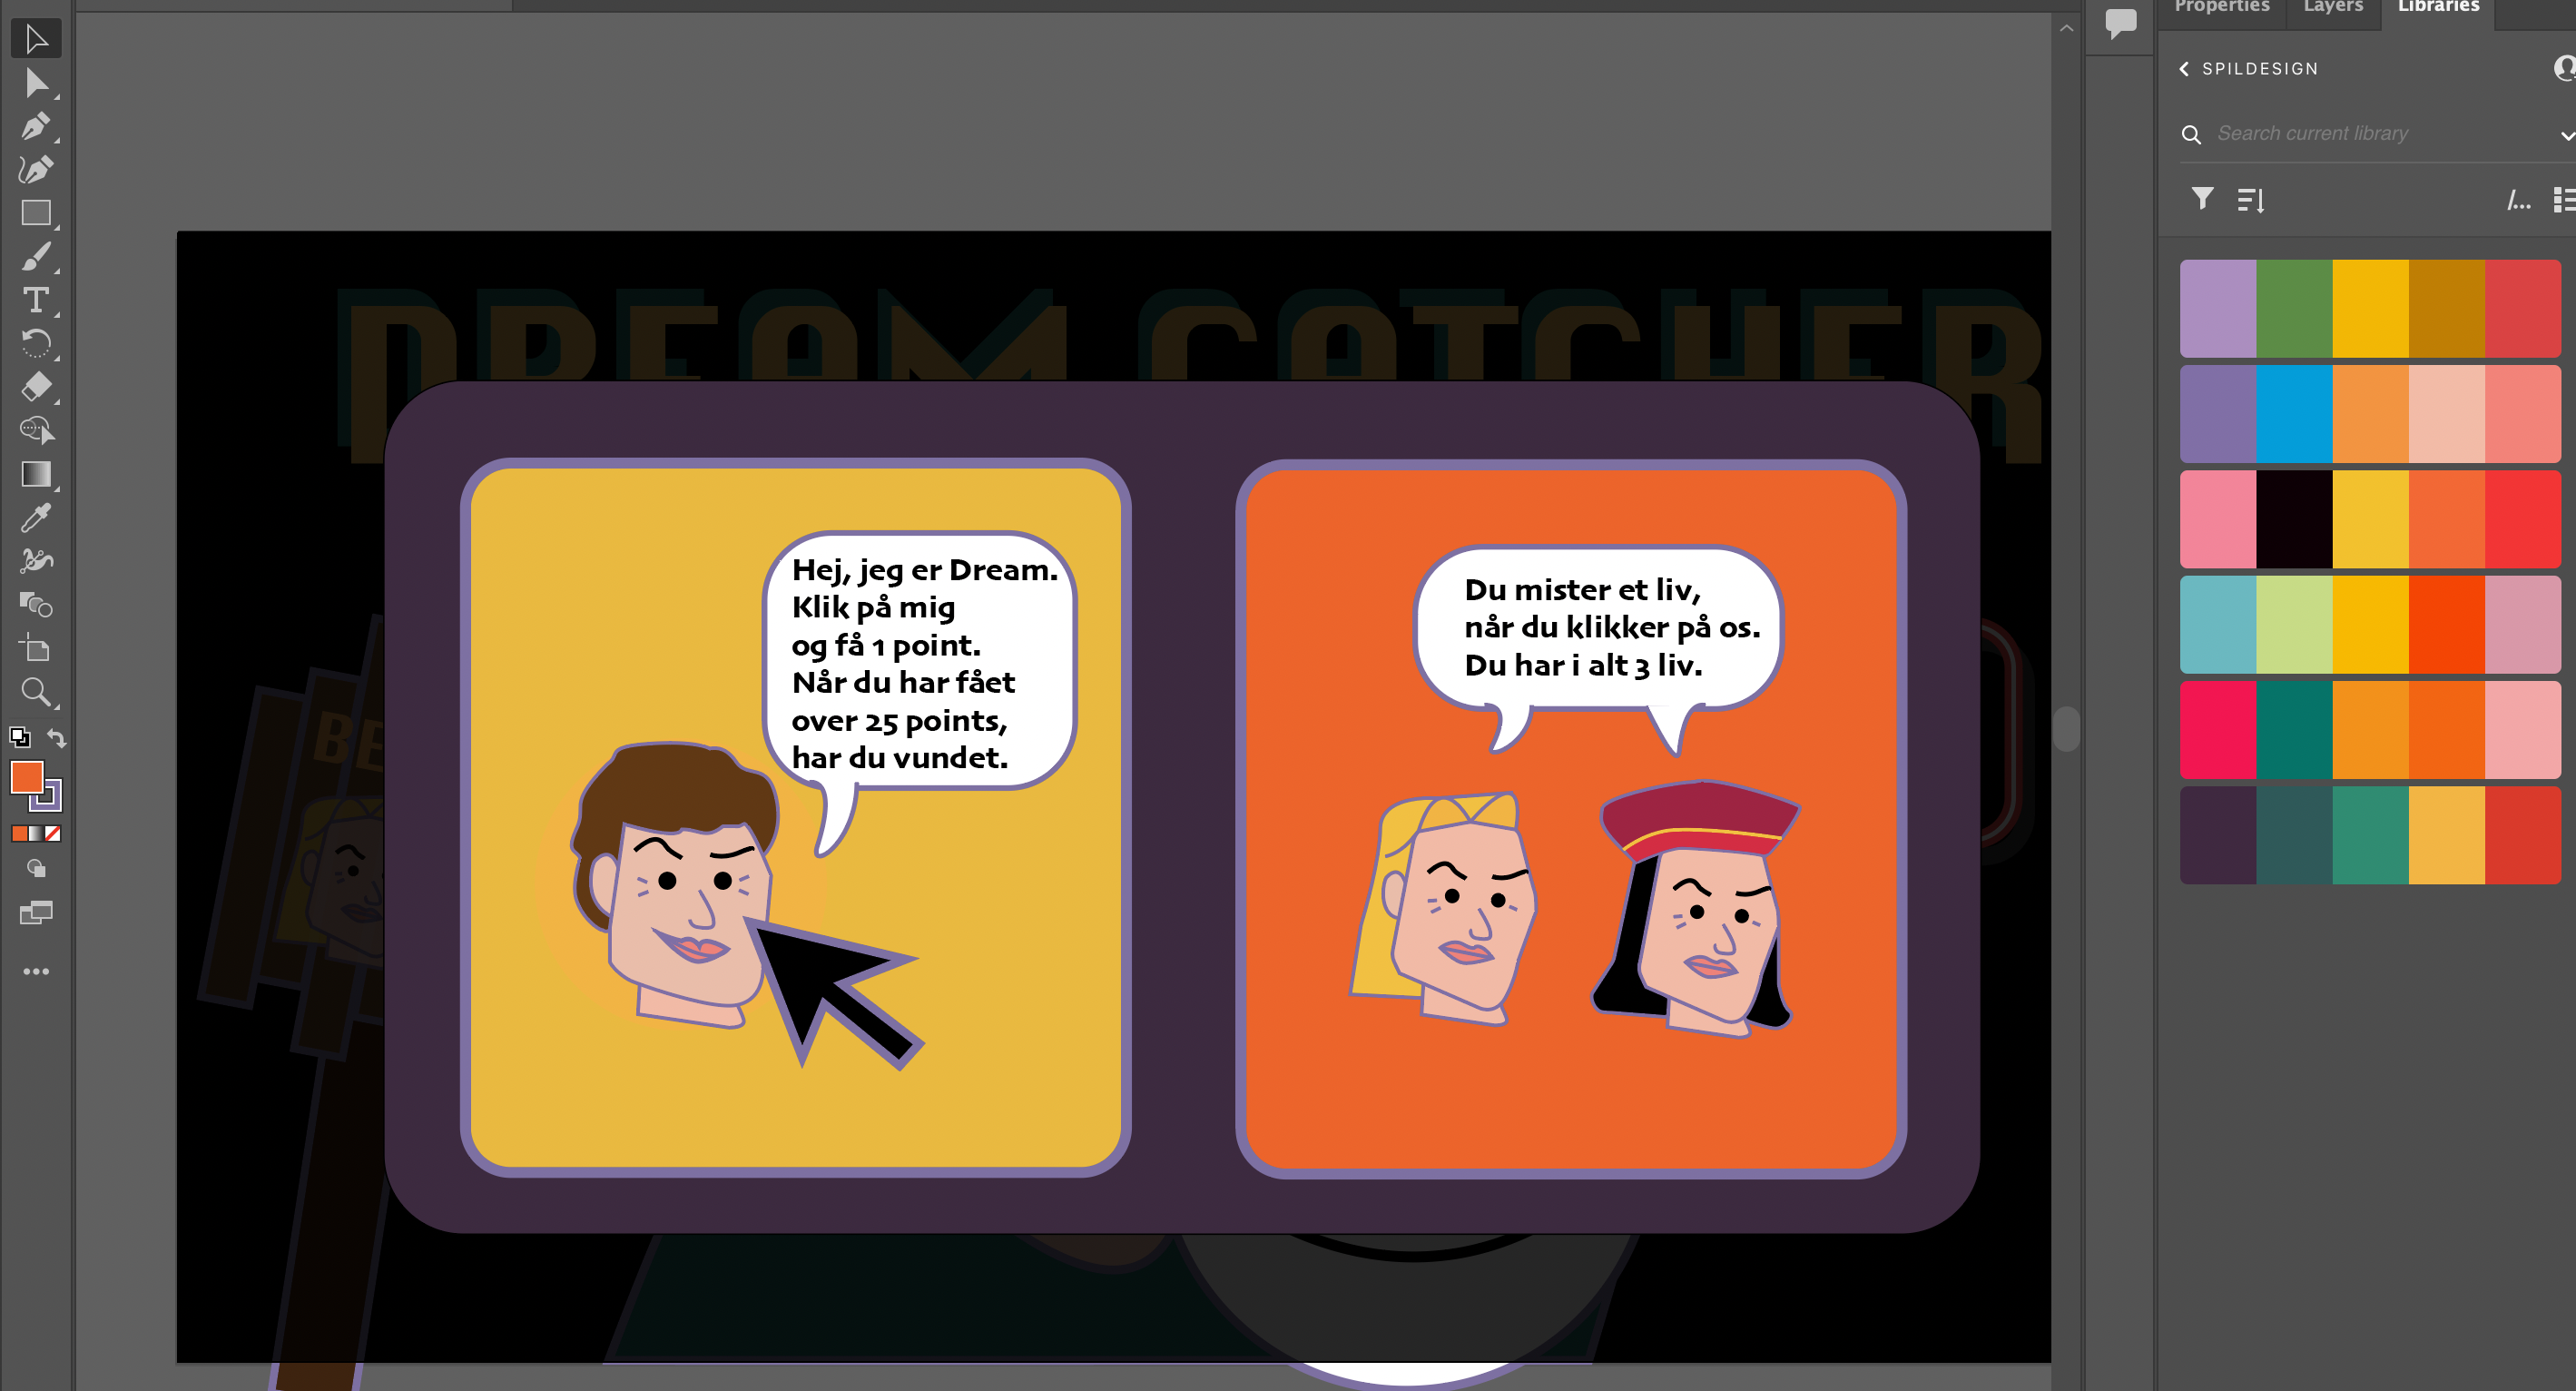 Properties
Layers
Libraries
SPILDESIGN
Search current library
/...
DREAM CATCHER
Hej, jeg er Dream.
Klik på mig
og få 1 point.
Når du har fået
over 25 points,
har du vundet.
Du mister et liv,
når du klikker på os.
Du har i alt 3 liv.
BE